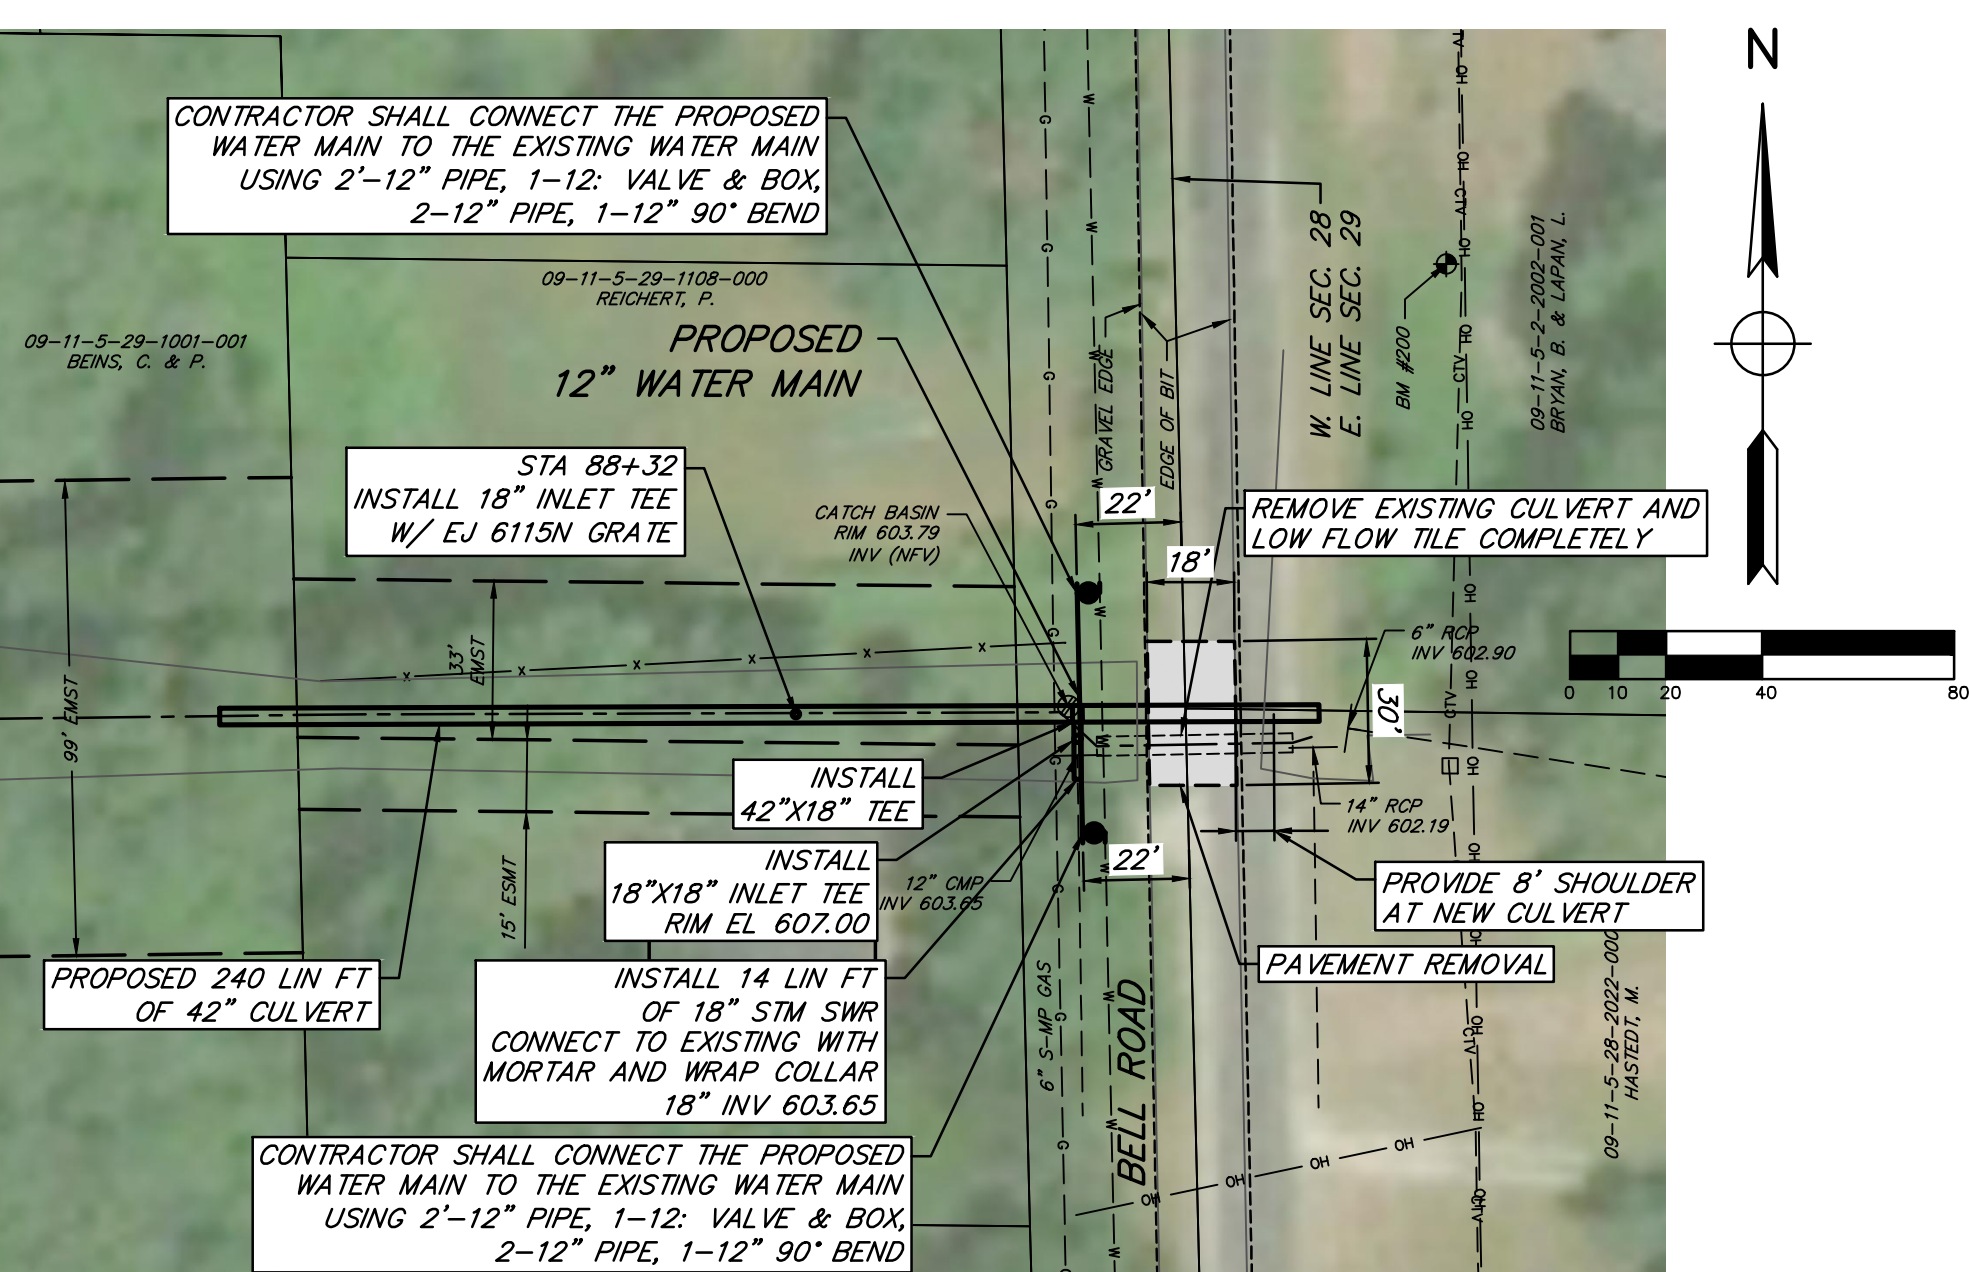 N
CONTRACTOR SHALL CONNECT THE PROPOSED
WATER MAIN TO THE EXISTING WATER MAIN
USING 2'-12" PIPE, 1-12: VALVE & BOX,
2-12" PIPE, 1-12" 90° BEND
09-11-5-29-1108-000
REICHERT, P.
09-11-5-29-1001-001
BEINS, C. & P.
PROPOSED
12" WATER MAIN
STA 88+32
INSTALL 18" INLET TEE
W/ EJ 6115N GRATE
CATCH BASIN
RIM 603.79
INV (NFV)
GRAVEL EDGE
EDGE OF BIT
W. LINE SEC. 28
E. LINE SEC. 29
BM #200
09-11-5-2-2002-001
BRYAN, B. & LAPAN, L.
22'
18'
REMOVE EXISTING CULVERT AND
LOW FLOW TILE COMPLETELY
6" RCP
INV 602.90
0 10 20 40 80
30'
33'
EMST
99' EMST
15' ESMT
INSTALL
42"X18" TEE
INSTALL
18"X18" INLET TEE
RIM EL 607.00
12" CMP
INV 603.65
22'
14" RCP
INV 602.19
PROVIDE 8' SHOULDER
AT NEW CULVERT
PAVEMENT REMOVAL
PROPOSED 240 LIN FT
OF 42" CULVERT
INSTALL 14 LIN FT
OF 18" STM SWR
CONNECT TO EXISTING WITH
MORTAR AND WRAP COLLAR
18" INV 603.65
6" S-MP GAS
BELL ROAD
09-11-5-28-2022-000
HASTEDT, M.
CONTRACTOR SHALL CONNECT THE PROPOSED
WATER MAIN TO THE EXISTING WATER MAIN
USING 2'-12" PIPE, 1-12: VALVE & BOX,
2-12" PIPE, 1-12" 90° BEND